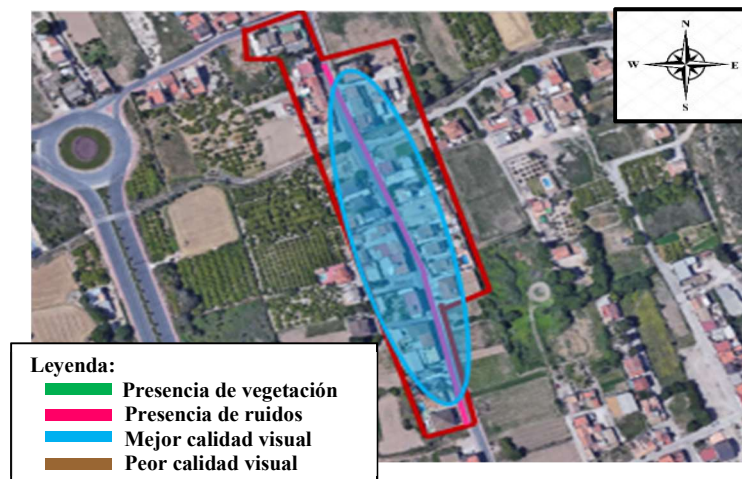 N
W E
S
Leyenda:
Presencia de vegetación
Presencia de ruidos
Mejor calidad visual
Peor calidad visual